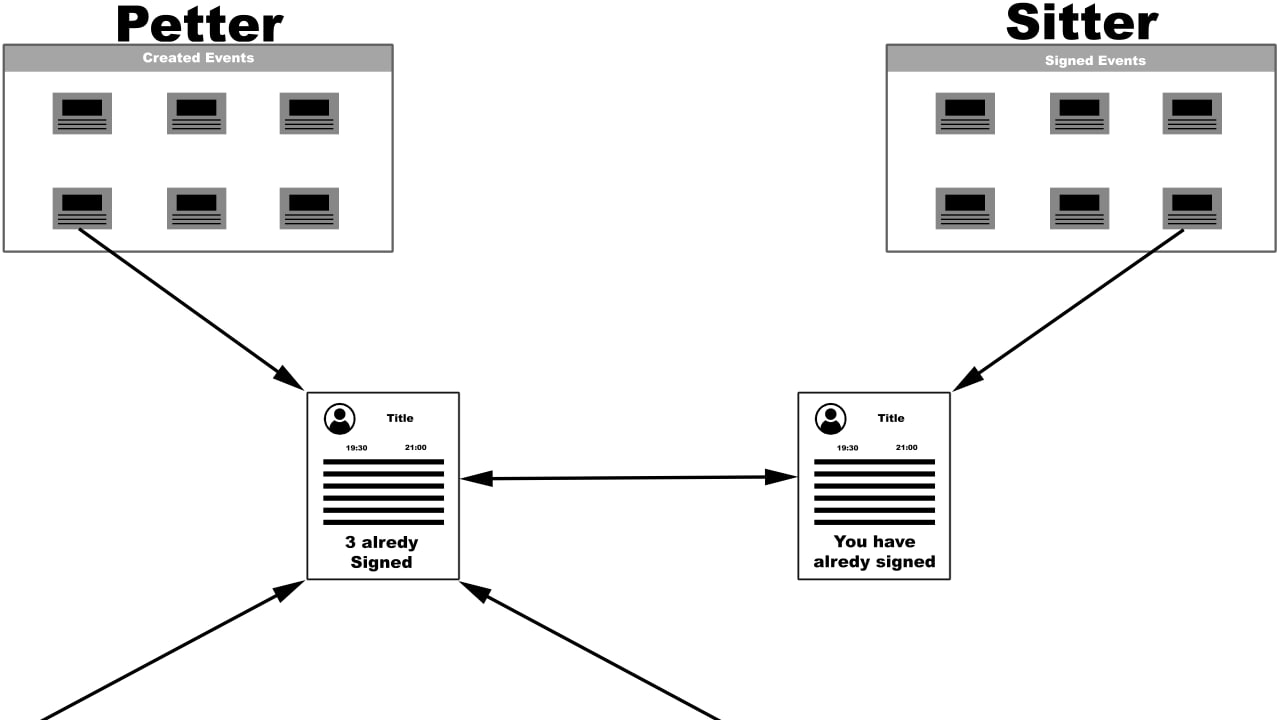 Petter
Sitter
Created Events
Signed Events
Title
19:30 21:00
3 alredy
Signed
Title
19:30 21:00
You have
alredy signed